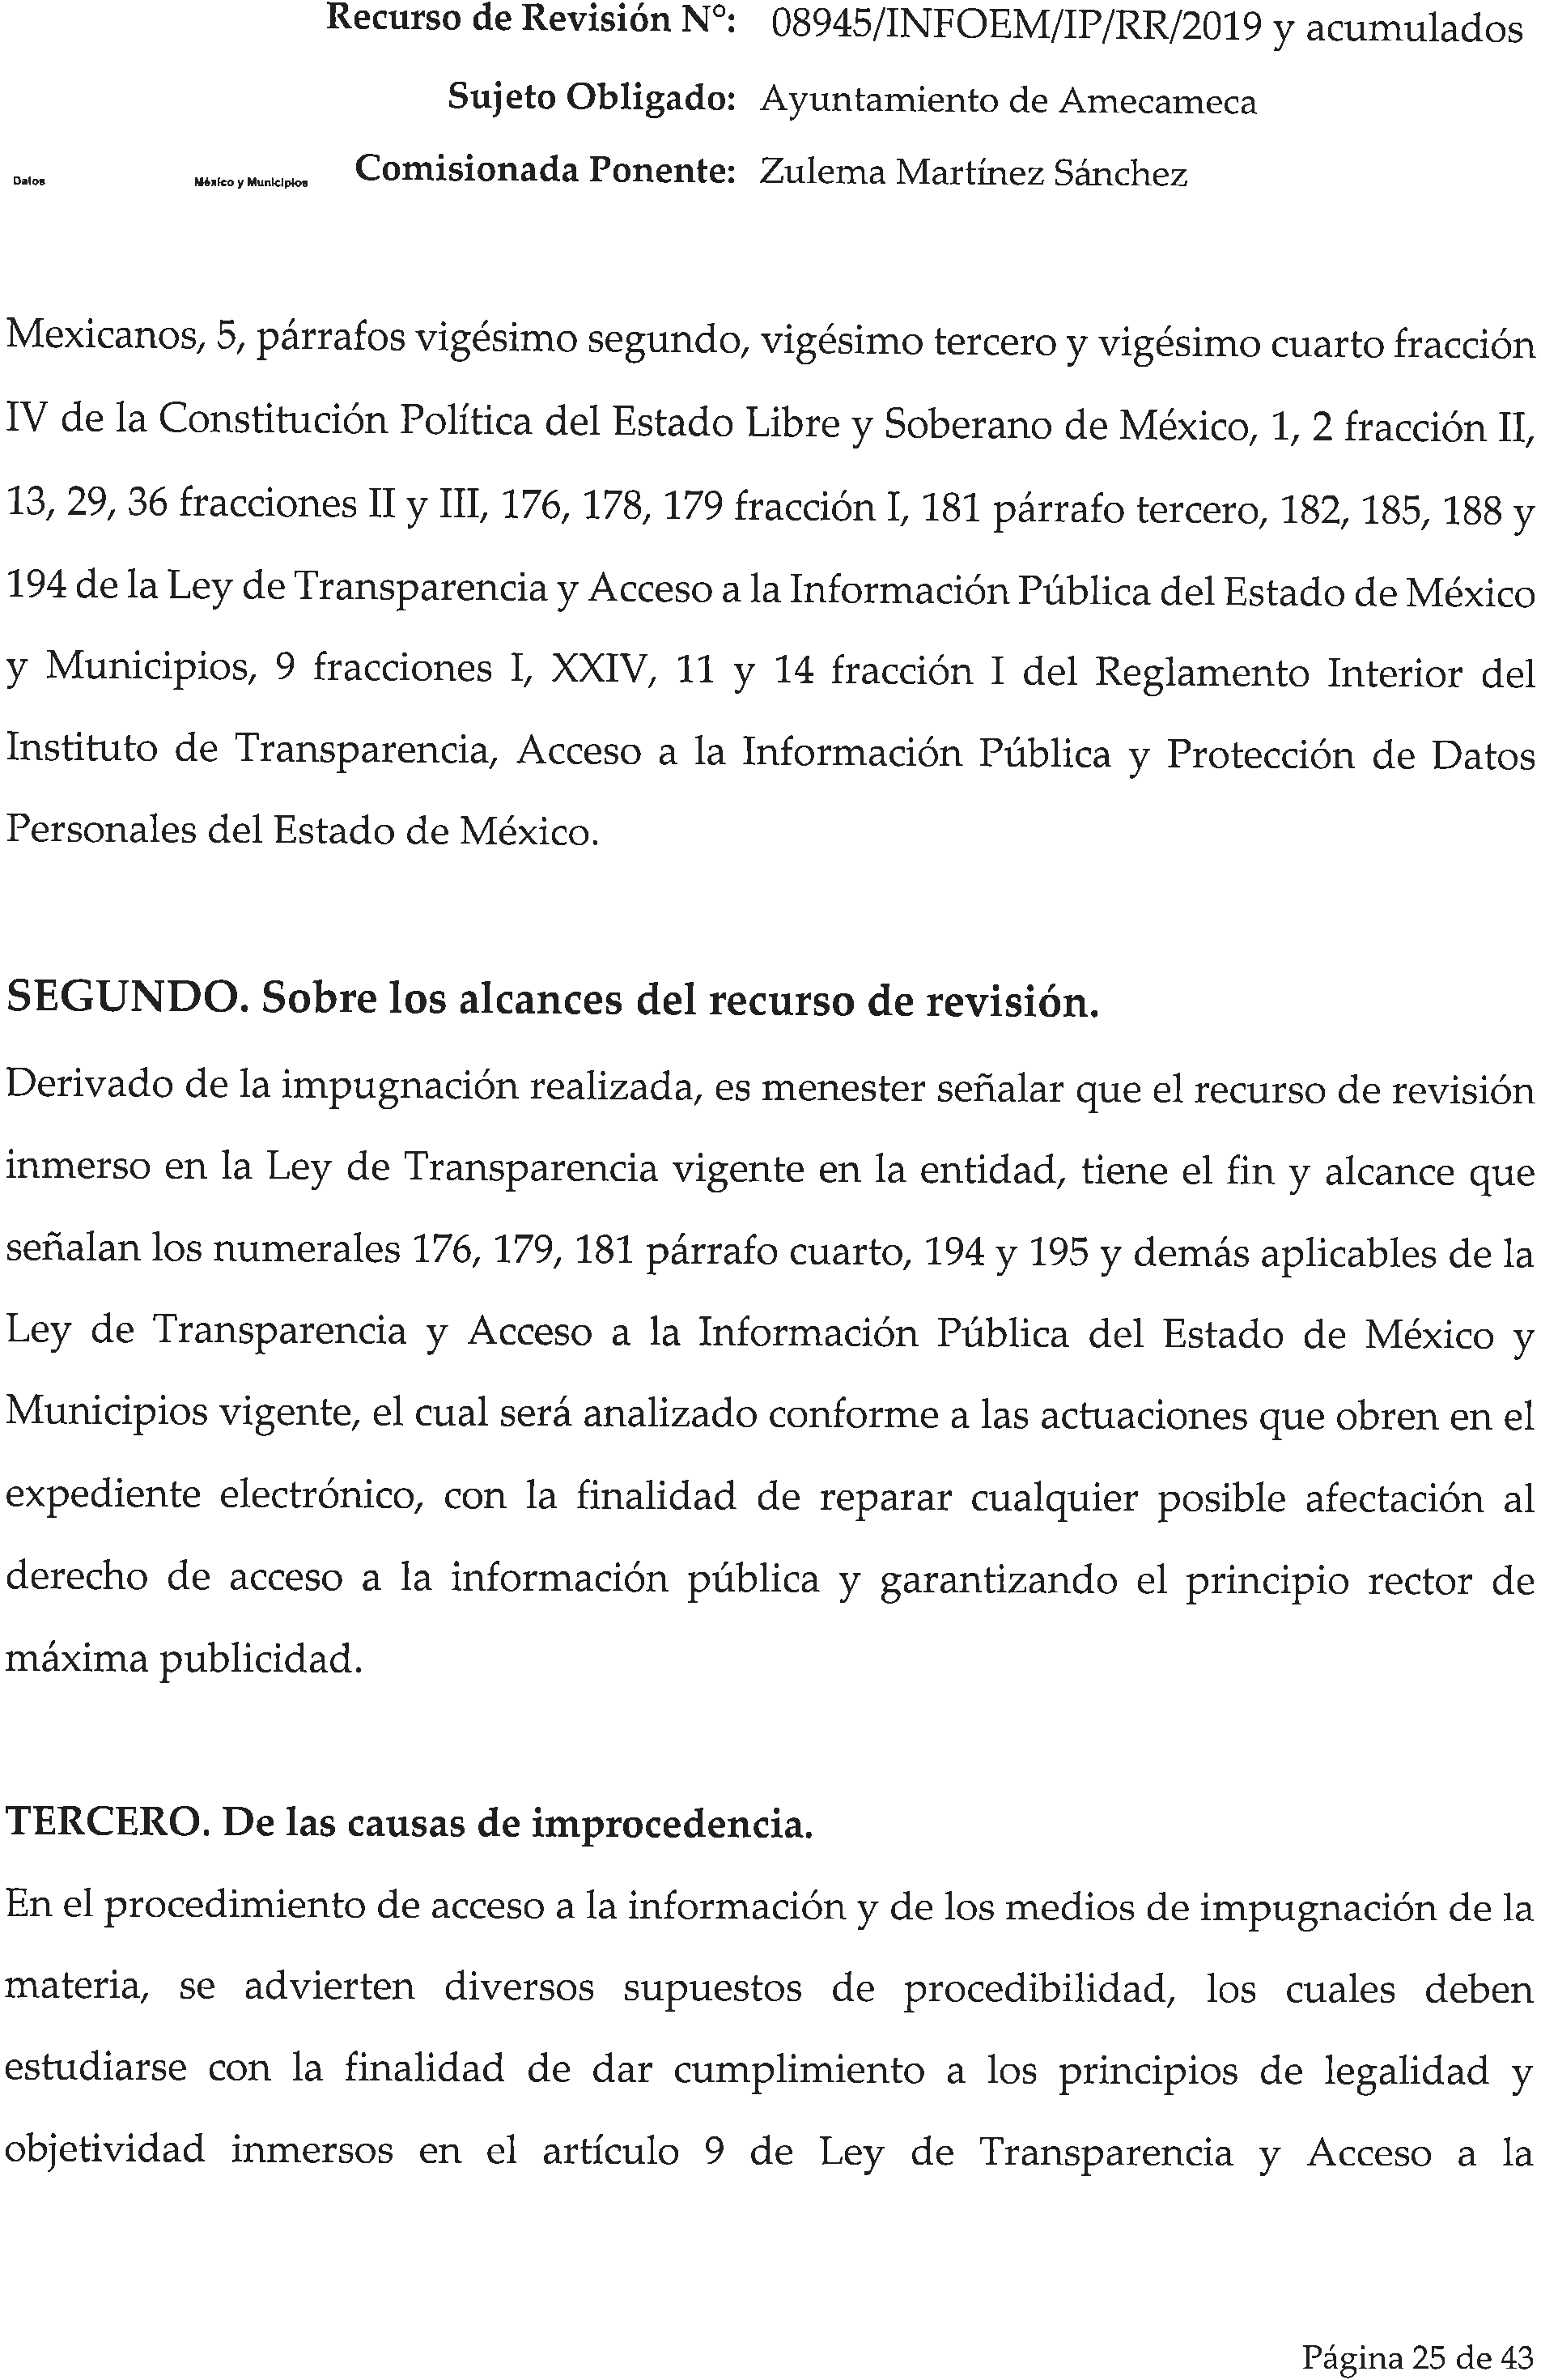 Recurso de Revisión N°: 08945/INFOEM/IP/RR/2019 y acumulados
Sujeto Obligado: Ayuntamiento de Amecameca
Datos México y Municipios Comisionada Ponente: Zulema Martínez Sánchez
Mexicanos, 5, párrafos vigésimo segundo, vigésimo tercero y vigésimo cuarto fracción
IV de la Constitución Política del Estado Libre y Soberano de México, 1, 2 fracción II,
13, 29, 36 fracciones II y III, 176, 178, 179 fracción I, 181 párrafo tercero, 182, 185, 188 y
194 de la Ley de Transparencia y Acceso a la Información Pública del Estado de México
y Municipios, 9 fracciones I, XXIV, 11 y 14 fracción I del Reglamento Interior del
Instituto de Transparencia, Acceso a la Información Pública y Protección de Datos
Personales del Estado de México.
SEGUNDO. Sobre los alcances del recurso de revisión.
Derivado de la impugnación realizada, es menester señalar que el recurso de revisión
inmerso en la Ley de Transparencia vigente en la entidad, tiene el fin y alcance que
señalan los numerales 176, 179, 181 párrafo cuarto, 194 y 195 y demás aplicables de la
Ley de Transparencia y Acceso a la Información Pública del Estado de México y
Municipios vigente, el cual será analizado conforme a las actuaciones que obren en el
expediente electrónico, con la finalidad de reparar cualquier posible afectación al
derecho de acceso a la información pública y garantizando el principio rector de
máxima publicidad.
TERCERO. De las causas de improcedencia.
En el procedimiento de acceso a la información y de los medios de impugnación de la
materia, se advierten diversos supuestos de procedibilidad, los cuales deben
estudiarse con la finalidad de dar cumplimiento a los principios de legalidad y
objetividad inmersos en el artículo 9 de Ley de Transparencia y Acceso a la
Página 25 de 43